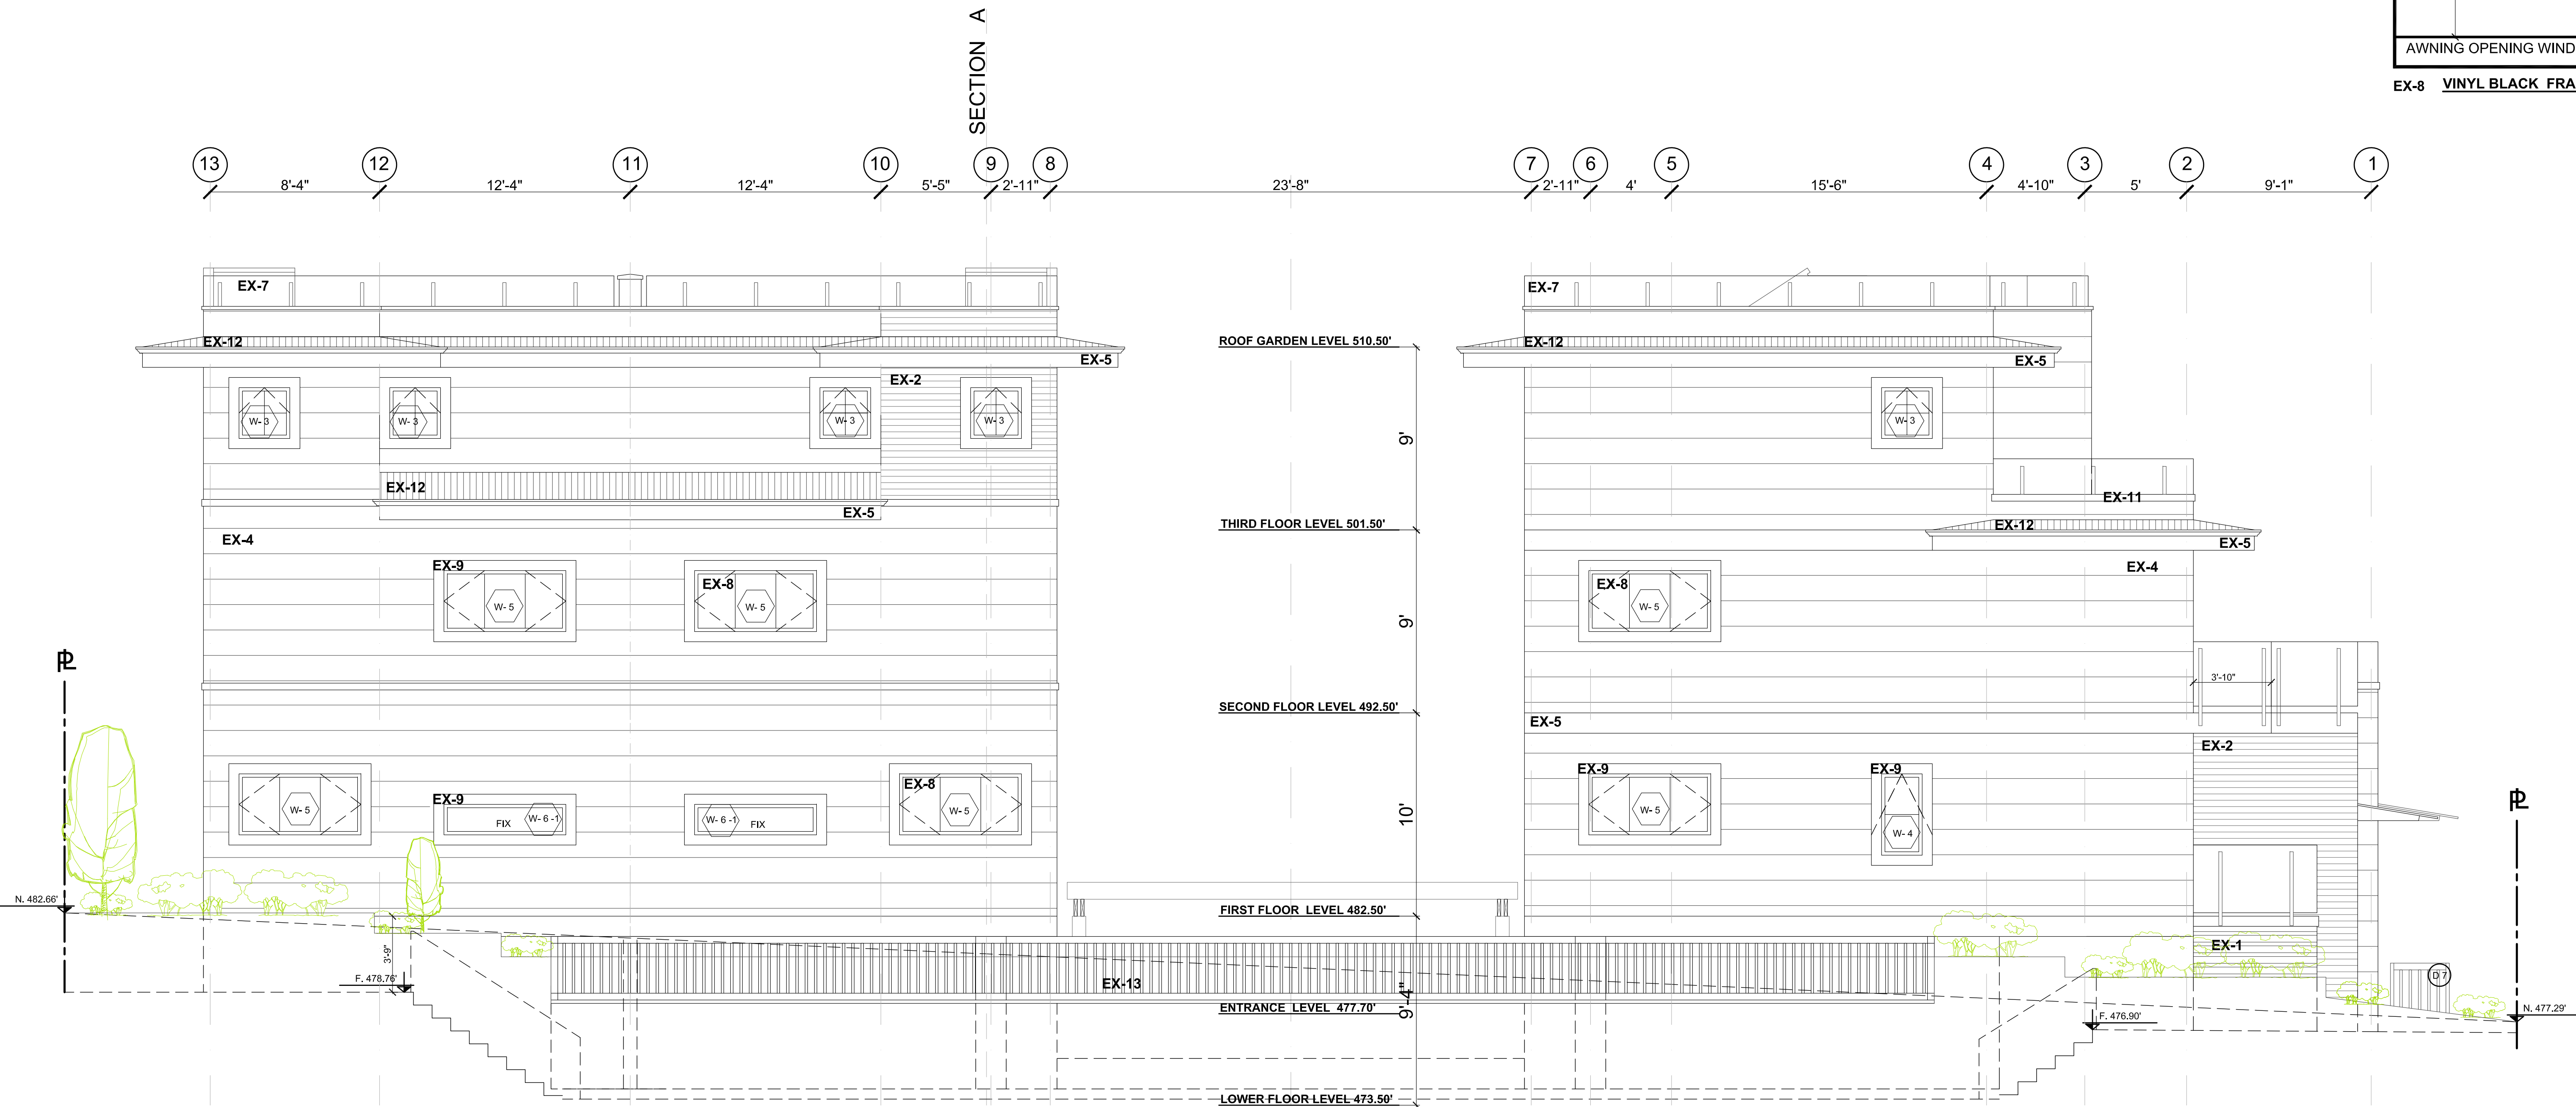 SECTION A
AWNING OPENING WIND
EX-8 VINYL BLACK FRA
13 12 11 10 9 8 7 6 5 4 3 2 1
8'-4" 12'-4" 12'-4" 5'-5" 2'-11" 23'-8" 2'-11" 4' 15'-6" 4'-10" 5' 9'-1"
EX-7 EX-7
EX-12 EX-5 ROOF GARDEN LEVEL 510.50' EX-12 EX-5
EX-2
W- 3 W- 3 W- 3 W- 3 W- 3
9'
EX-12 EX-11
EX-5 THIRD FLOOR LEVEL 501.50' EX-12
EX-4 EX-5
EX-9 EX-4
EX-8 EX-8
W- 5 W- 5 W- 5
9'
PL
3'-10"
SECOND FLOOR LEVEL 492.50' EX-5
EX-2
EX-9 EX-9
EX-8
PL
EX-9
W- 5 W- 5 W- 5
10'
FIX W- 6 -1 W- 6 -1 FIX
W- 4
N. 482.66' FIRST FLOOR LEVEL 482.50'
EX-1
3'-9"
F. 478.76' EX-13 D 7
9'-4"
ENTRANCE LEVEL 477.70' N. 477.29'
F. 476.90'
LOWER FLOOR LEVEL 473.50'